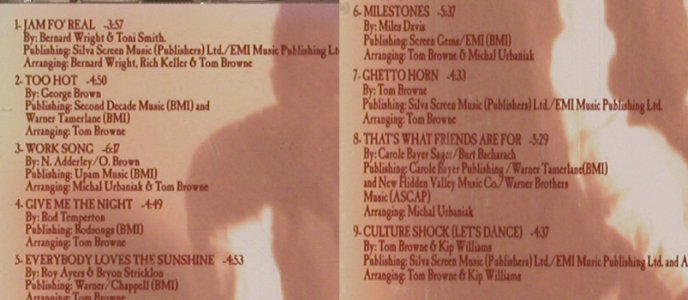 1- JAM FO' REAL -3:57
By: Bernard Wright & Toni Smith.
Publishing: Silva Screen Music (Publishers) Ltd./EMI Music Publishing Lt
Arranging: Bernard Wright, Rich Keller & Tom Browne
2- TOO HOT -4:50
By: George Brown
Publishing: Second Decade Music (BMI) and
Warner Tamerlane (BMI)
Arranging: Tom Browne
3- WORK SONG -6:17
By: N. Adderley/O. Brown
Publishing: Upam Music (BMI)
Arranging: Michal Urbaniak & Tom Browne
4- GIVE ME THE NIGHT -4:49
By: Rod Temperton
Publishing: Rodsongs (BMI)
Arranging: Tom Browne
5- EVERYBODY LOVES THE SUNSHINE -4:53
By: Roy Ayers & Bryon Stricklon
Publishing: Warner/Chappell (BMI)
Arranging: Tom Browne
6- MILESTONES -5:37
By: Miles Davis
Publishing: Screen Gems/EMI (BMI)
Arranging: Tom Browne & Michal Urbaniak
7- GHETTO HORN -4:33
By: Tom Browne
Publishing: Silva Screen Music (Publishers) Ltd./EMI Music Publishing Ltd.
Arranging: Tom Browne
8- THAT'S WHAT FRIENDS ARE FOR -5:29
By: Carole Bayer Sager/Burt Bacharach
Publishing: Carole Bayer Publishing /Warner Tamerlane(BMI)
and New Hidden Valley Music Co./Warner Brothers
Music (ASCAP)
Arranging: Michal Urbaniak
9- CULTURE SHOCK (LET'S DANCE) -4:37
By: Tom Browne & Kip Williams
Publishing: Silva Screen Music (Publishers) Ltd./EMI Music Publishing Ltd. and A
Arranging: Tom Browne & Kip Williams